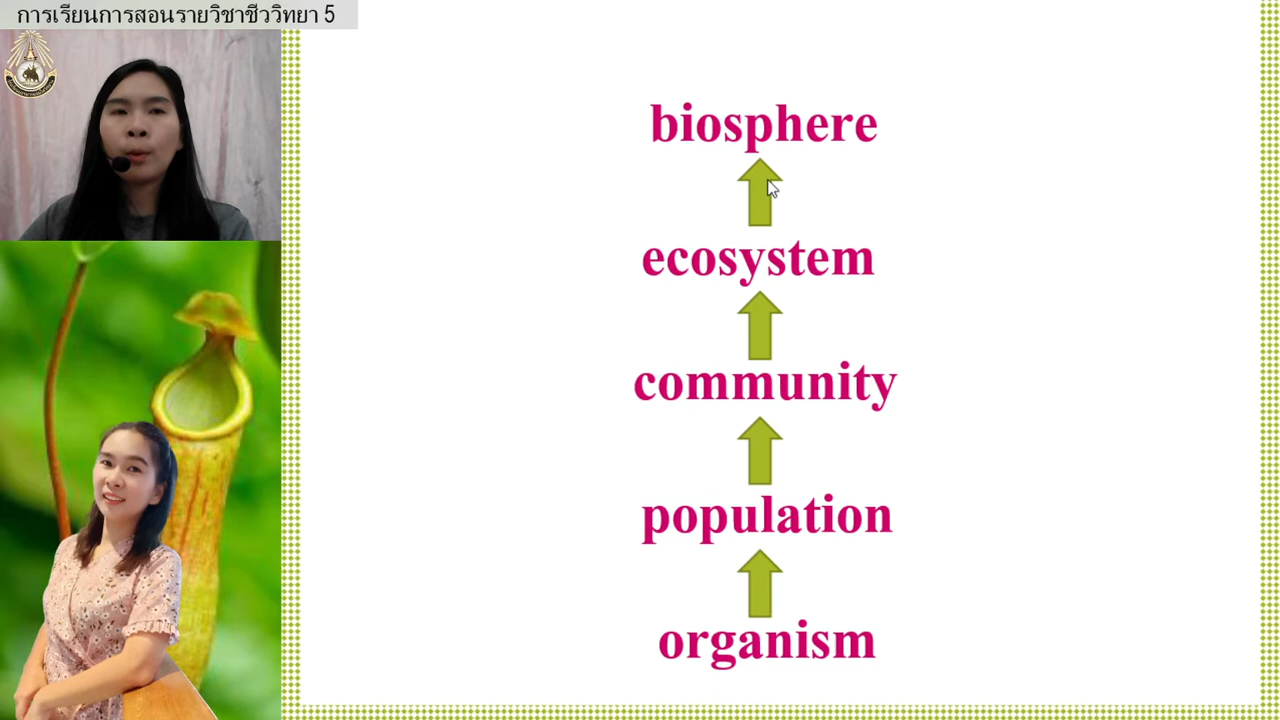 การเรียนการสอนรายวิชาชีววิทยา 5
biosphere
ecosystem
community
population
organism